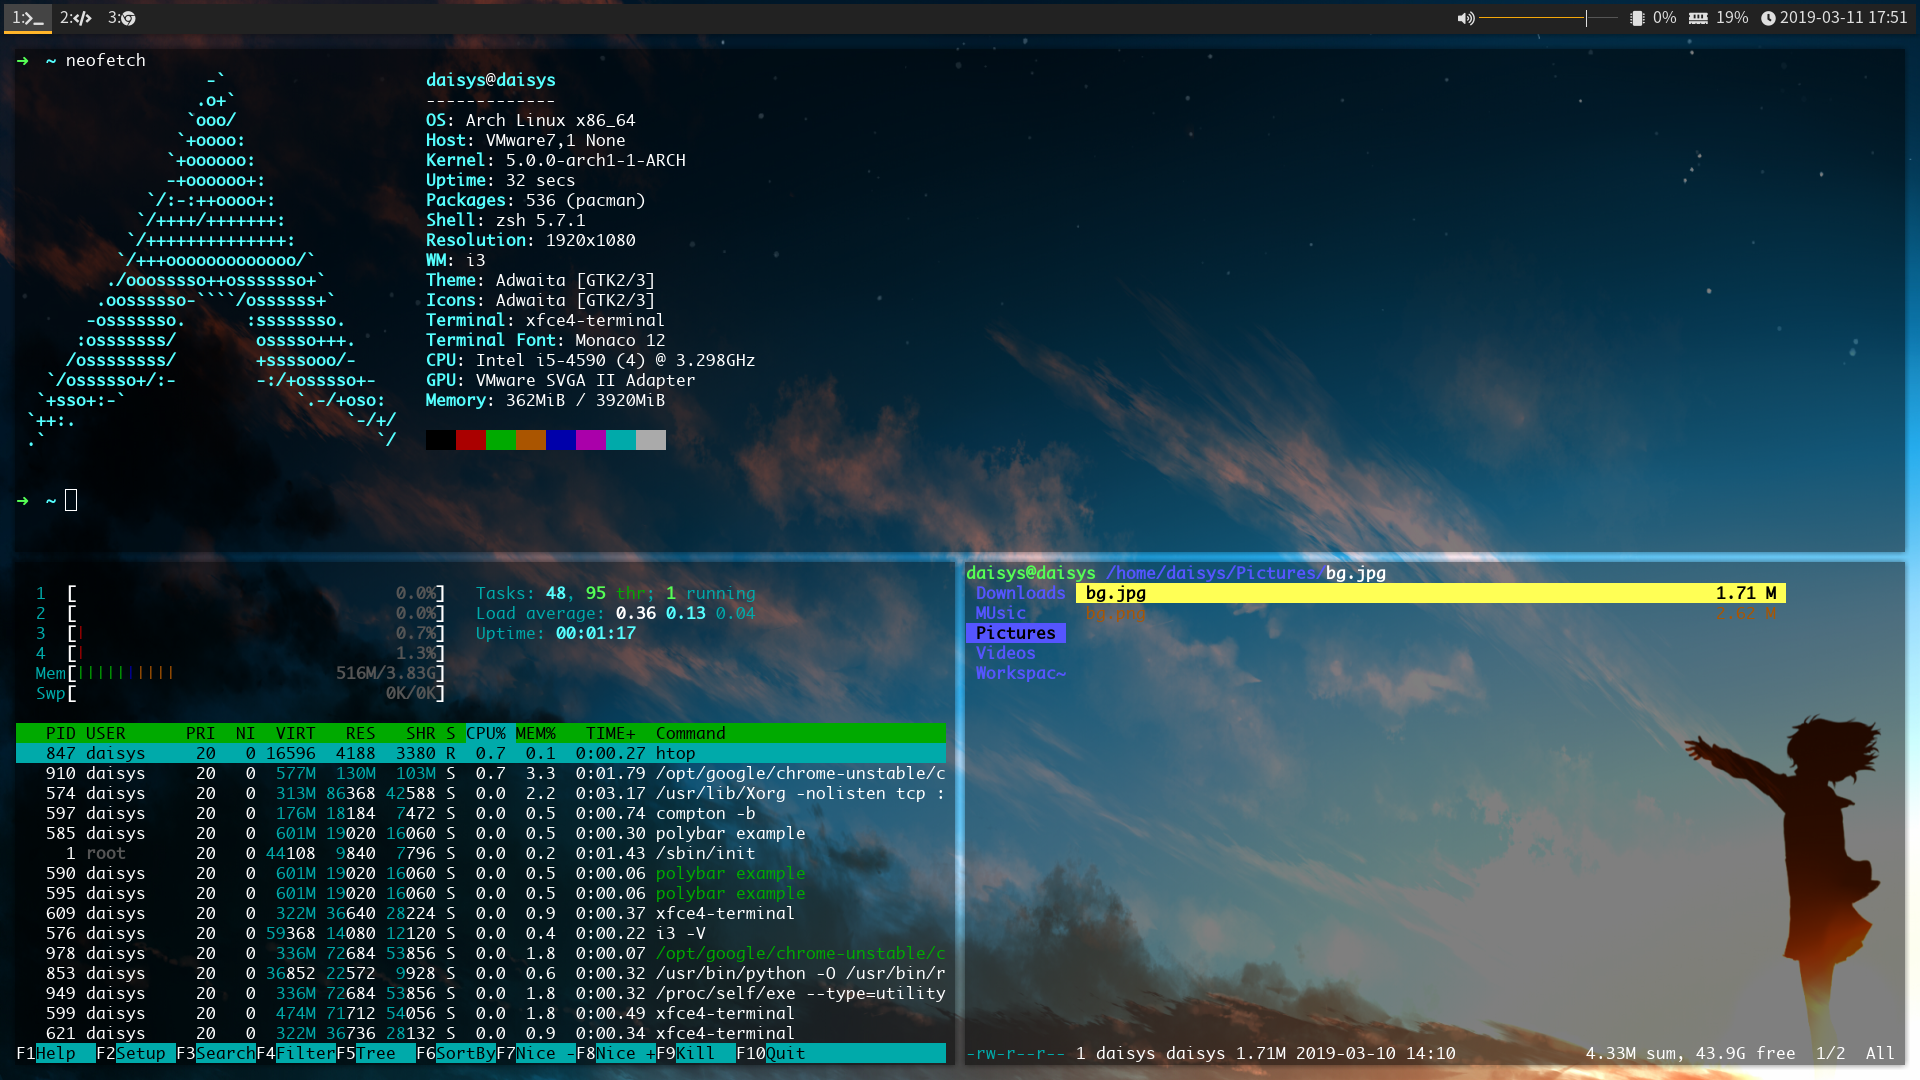 1: 2: 3: 0% 19% 2019-03-11 17:51
➜ ~ neofetch
-` daisys@daisys
.o+` -------------
`ooo/ OS: Arch Linux x86_64
`+oooo: Host: VMware7,1 None
`+oooooo: Kernel: 5.0.0-arch1-1-ARCH
-+oooooo+: Uptime: 32 secs
`/:-:++oooo+: Packages: 536 (pacman)
`/++++/+++++++: Shell: zsh 5.7.1
`/++++++++++++++: Resolution: 1920x1080
`/+++ooooooooooooo/` WM: i3
./ooosssso++osssssso+` Theme: Adwaita [GTK2/3]
.oossssso-````/ossssss+` Icons: Adwaita [GTK2/3]
-osssssso. :ssssssso. Terminal: xfce4-terminal
:osssssss/ osssso+++. Terminal Font: Monaco 12
/ossssssss/ +ssssooo/- CPU: Intel i5-4590 (4) @ 3.298GHz
`/ossssso+/:- -:/+osssso+- GPU: VMware SVGA II Adapter
`+sso+:-` `.-/+oso: Memory: 362MiB / 3920MiB
`++:. `-/+/
.` `/
➜ ~
1 [ 0.0%] Tasks: 48, 95 thr; 1 running
2 [ 0.0%] Load average: 0.36 0.13 0.04
3 [| 0.7%] Uptime: 00:01:17
4 [| 1.3%]
Mem[|||||||||| 516M/3.83G]
Swp[ 0K/0K]
PID USER PRI NI VIRT RES SHR S CPU% MEM% TIME+ Command
847 daisys 20 0 16596 4188 3380 R 0.7 0.1 0:00.27 htop
910 daisys 20 0 577M 130M 103M S 0.7 3.3 0:01.79 /opt/google/chrome-unstable/c
574 daisys 20 0 313M 86368 42588 S 0.0 2.2 0:03.17 /usr/lib/Xorg -nolisten tcp :
597 daisys 20 0 176M 18184 7472 S 0.0 0.5 0:00.74 compton -b
585 daisys 20 0 601M 19020 16060 S 0.0 0.5 0:00.30 polybar example
1 root 20 0 44108 9840 7796 S 0.0 0.2 0:01.43 /sbin/init
590 daisys 20 0 601M 19020 16060 S 0.0 0.5 0:00.06 polybar example
595 daisys 20 0 601M 19020 16060 S 0.0 0.5 0:00.06 polybar example
609 daisys 20 0 322M 36640 28224 S 0.0 0.9 0:00.37 xfce4-terminal
576 daisys 20 0 59368 14080 12120 S 0.0 0.4 0:00.22 i3 -V
978 daisys 20 0 336M 72684 53856 S 0.0 1.8 0:00.07 /opt/google/chrome-unstable/c
853 daisys 20 0 36852 22572 9928 S 0.0 0.6 0:00.32 /usr/bin/python -O /usr/bin/r
949 daisys 20 0 336M 72684 53856 S 0.0 1.8 0:00.32 /proc/self/exe --type=utility
599 daisys 20 0 474M 71712 54056 S 0.0 1.8 0:00.49 xfce4-terminal
621 daisys 20 0 322M 36736 28132 S 0.0 0.9 0:00.34 xfce4-terminal
F1Help F2Setup F3SearchF4FilterF5Tree F6SortByF7Nice -F8Nice +F9Kill F10Quit
daisys@daisys /home/daisys/Pictures/bg.jpg
Downloads bg.jpg 1.71 M
MUsic bg.png 2.62 M
Pictures
Videos
Workspac~
-rw-r--r-- 1 daisys daisys 1.71M 2019-03-10 14:10 4.33M sum, 43.9G free 1/2 All